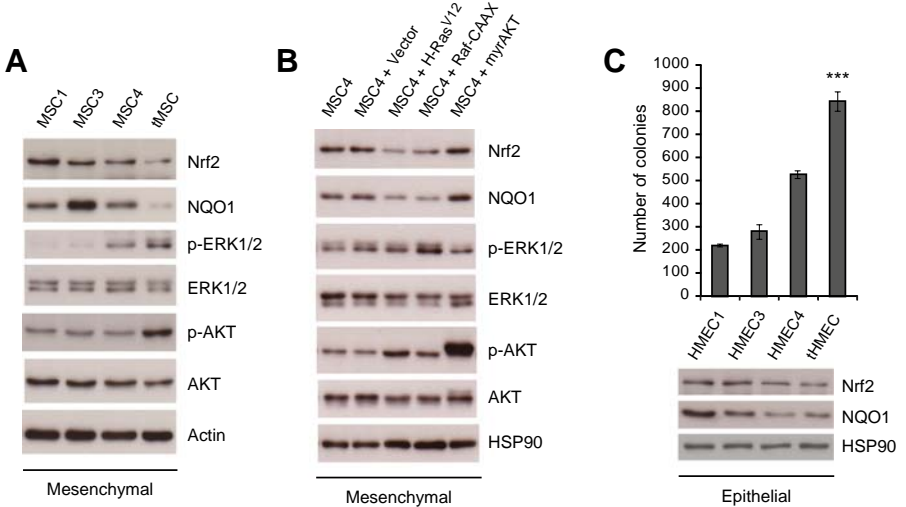 A
MSC1
MSC3
MSC4
tMSC
Nrf2
NQO1
p-ERK1/2
ERK1/2
p-AKT
AKT
Actin
Mesenchymal
B
MSC4
MSC4 + Vector
MSC4 + H-RasV12
MSC4 + Raf-CAAX
MSC4 + myrAKT
Nrf2
NQO1
p-ERK1/2
ERK1/2
p-AKT
AKT
HSP90
Mesenchymal
C
Number of colonies
1000
900
800
700
600
500
400
300
200
100
0
***
HMEC1
HMEC3
HMEC4
tHMEC
Nrf2
NQO1
HSP90
Epithelial